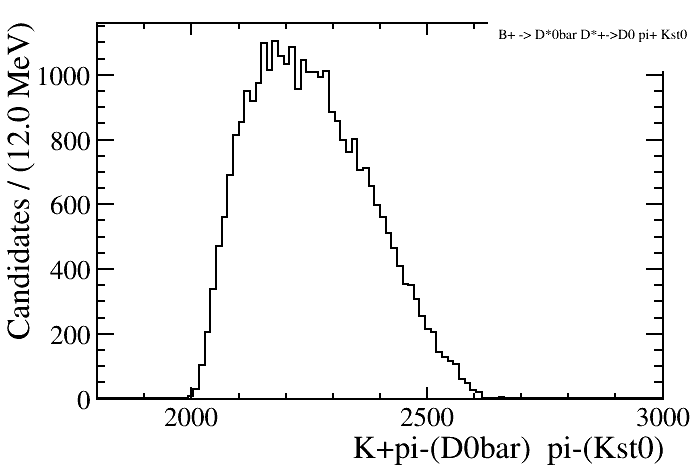 B+ -> D*0bar D*+->D0 pi+ Kst0
Candidates / (12.0 MeV)
1000
800
600
400
200
0
2000 2500 3000
K+pi-(D0bar) pi-(Kst0)